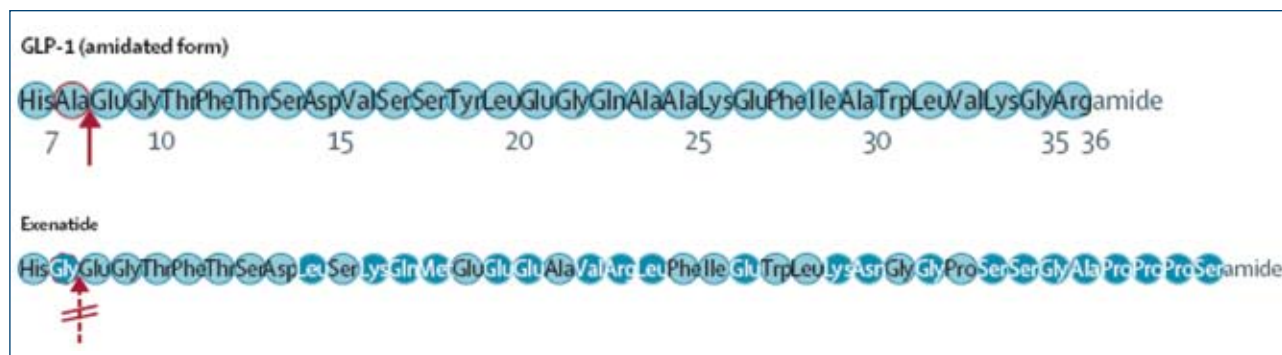 GLP-1 (amidated form)
HisAlaGluGlyThrPheThrSerAspValSerSerTyrLeuGluGlyGlnAlaAlaLysGluPheIleAlaTrpLeuValLysGlyArgamide
7 10 15 20 25 30 35 36
Exenatide
HisGlyGluGlyThrPheThrSerAspLeuSerLysGlnMetGluGluGluAlaValArgLeuPheIleGluTrpLeuLysAsnGlyGlyProSerSerGlyAlaProProProSeramide